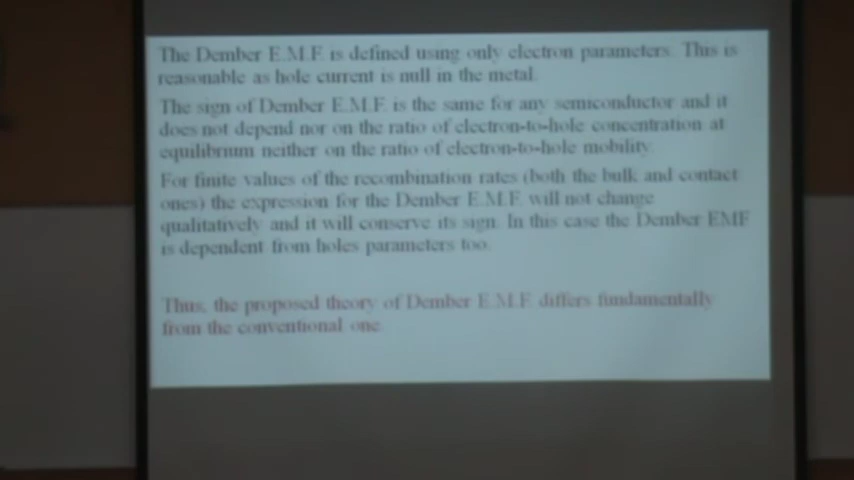 The Dember E.M.F. is defined using only electron parameters. This is
reasonable as hole current is null in the metal.
The sign of Dember E.M.F. is the same for any semiconductor and it
does not depend nor on the ratio of electron-to-hole concentration at
equilibrium neither on the ratio of electron-to-hole mobility.
For finite values of the recombination rates (both the bulk and contact
ones) the expression for the Dember E.M.F. will not change
qualitatively and it will conserve its sign. In this case the Dember EMF
is dependent from holes parameters too.
Thus, the proposed theory of Dember E.M.F. differs fundamentally
from the conventional one.